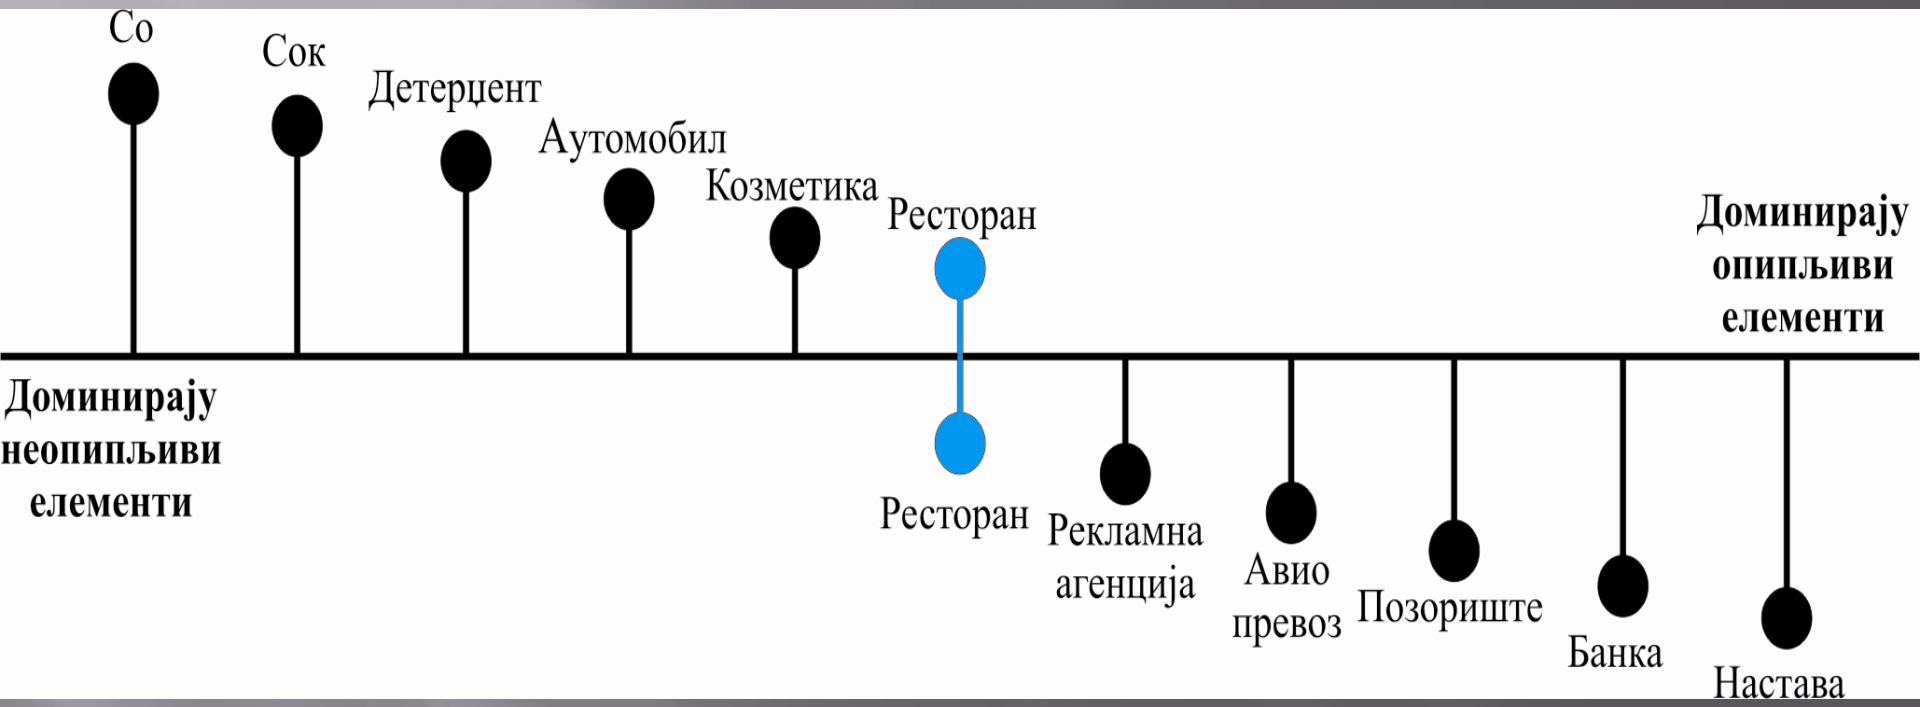 Со
Сок
Детерџент
Аутомобил
Козметика
Ресторан
Доминирају
опипљиви
елементи
Доминирају
неопипљиви
елементи
Ресторан
Рекламна
агенција
Авио
превоз
Позориште
Банка
Настава